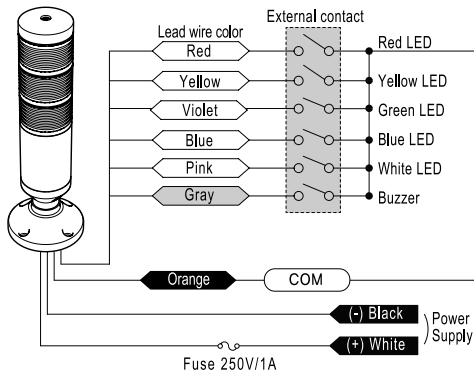 Lead wire color External contact
Red Red LED
Yellow Yellow LED
Violet Green LED
Blue Blue LED
Pink White LED
Gray Buzzer
Orange COM
(-) Black
(+) White
Power
Supply
Fuse 250V/1A